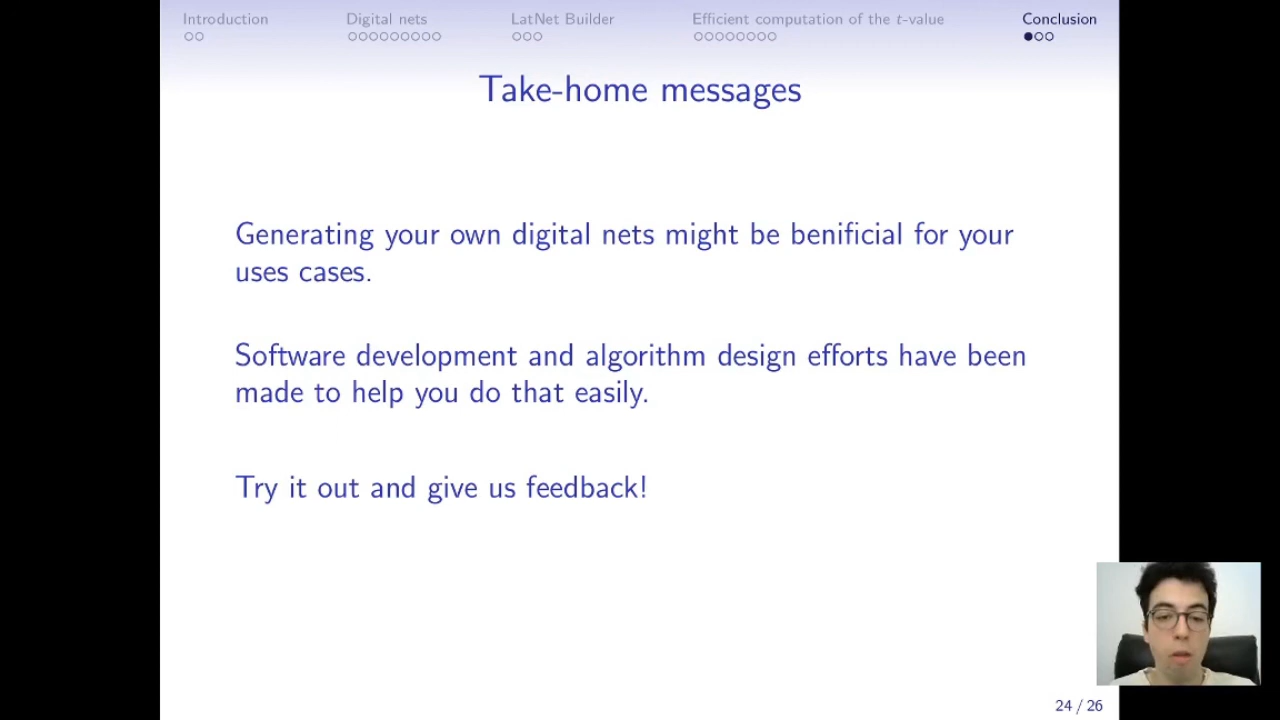 Introduction Digital nets LatNet Builder Efficient computation of the t-value Conclusion
Take-home messages
Generating your own digital nets might be benificial for your
uses cases.
Software development and algorithm design efforts have been
made to help you do that easily.
Try it out and give us feedback!
24 / 26